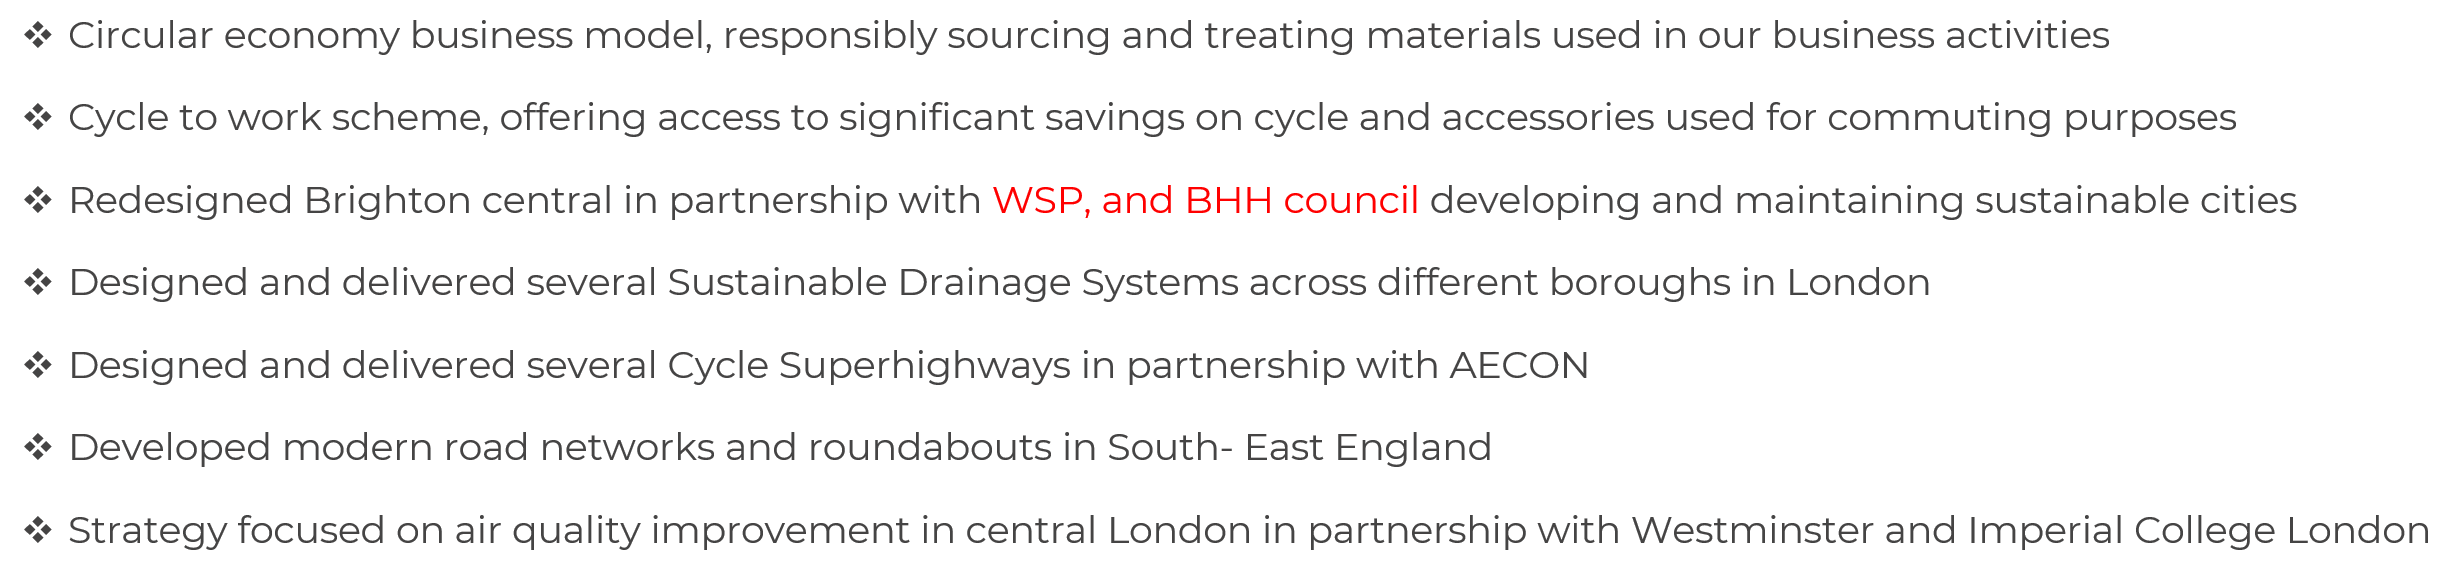 ❖ Circular economy business model, responsibly sourcing and treating materials used in our business activities
❖ Cycle to work scheme, offering access to significant savings on cycle and accessories used for commuting purposes
❖ Redesigned Brighton central in partnership with WSP, and BHH council developing and maintaining sustainable cities
❖ Designed and delivered several Sustainable Drainage Systems across different boroughs in London
❖ Designed and delivered several Cycle Superhighways in partnership with AECON
❖ Developed modern road networks and roundabouts in South- East England
❖ Strategy focused on air quality improvement in central London in partnership with Westminster and Imperial College London